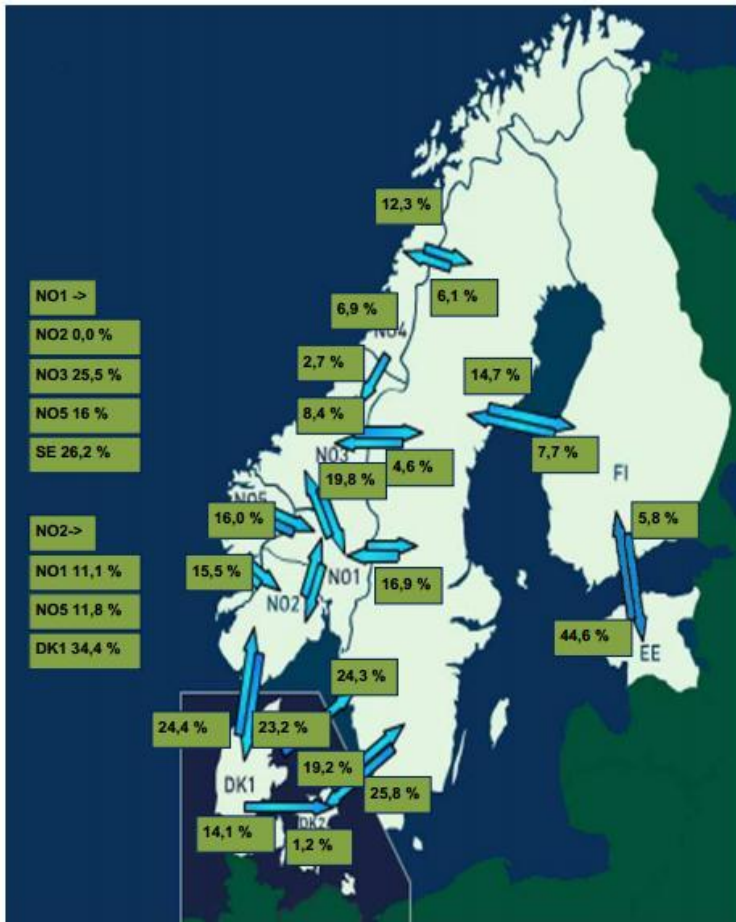 12,3 %
6,1 %
NO1 ->
NO2 0,0 %
NO3 25,5 %
NO5 16 %
SE 26,2 %
6,9 %
NO4
2,7 %
14,7 %
8,4 %
4,6 %
7,7 %
NO3
FI
19,8 %
NO5
16,0 %
5,8 %
NO2->
NO1 11,1 %
NO5 11,8 %
DK1 34,4 %
15,5 %
NO1
16,9 %
NO2
44,6 %
EE
24,3 %
24,4 %
23,2 %
19,2 %
DK1
25,8 %
14,1 %
DK2
1,2 %